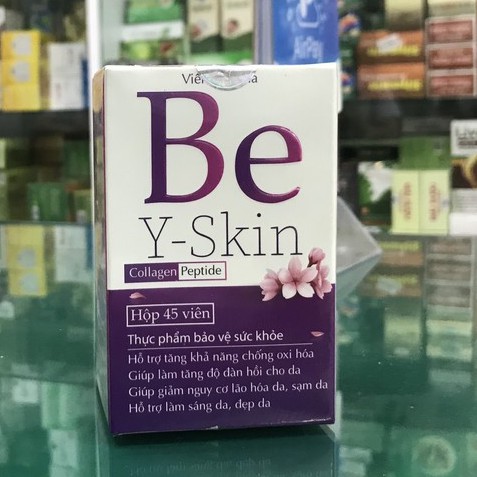 Be
Y-Skin
Collagen Peptide
Hộp 45 viên
Thực phẩm bảo vệ sức khỏe
Hỗ trợ tăng khả năng chống oxi hóa
Giúp làm tăng độ đàn hồi cho da
Giúp giảm nguy cơ lão hóa da, sạm da
Hỗ trợ làm sáng da, đẹp da
AirPay